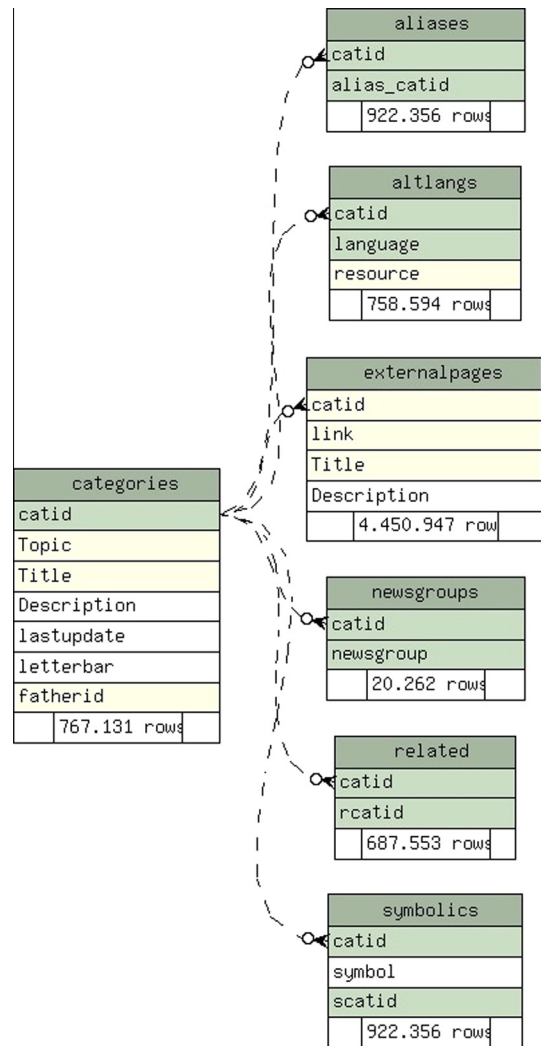 aliases
catid
alias_catid
922.356 rows
altlangs
catid
language
resource
758.594 rows
externalpages
catid
link
Title
Description
4.450.947 row
categories
catid
Topic
Title
Description
lastupdate
letterbar
fatherid
767.131 rows
newsgroups
catid
newsgroup
20.262 rows
related
catid
rcatid
687.553 rows
symbolics
catid
symbol
scatid
922.356 rows